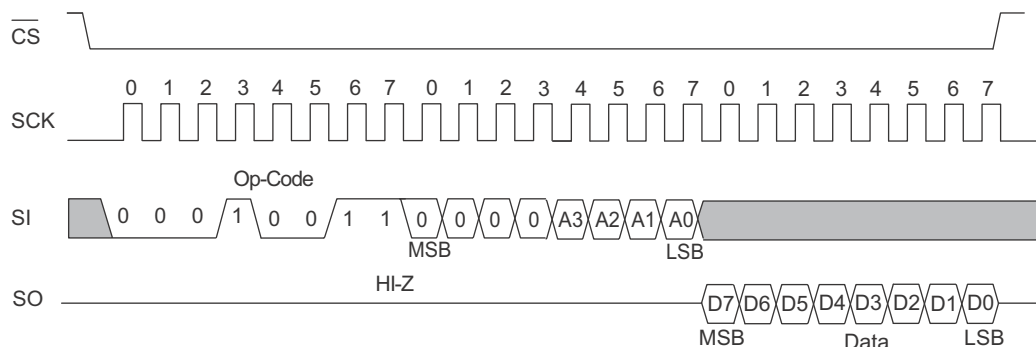 CS
0 1 2 3 4 5 6 7 0 1 2 3 4 5 6 7 0 1 2 3 4 5 6 7
SCK
Op-Code
SI 0 0 0 1 0 0 1 1 0 0 0 0 A3 A2 A1 A0
MSB LSB
HI-Z
SO D7 D6 D5 D4 D3 D2 D1 D0
MSB Data LSB